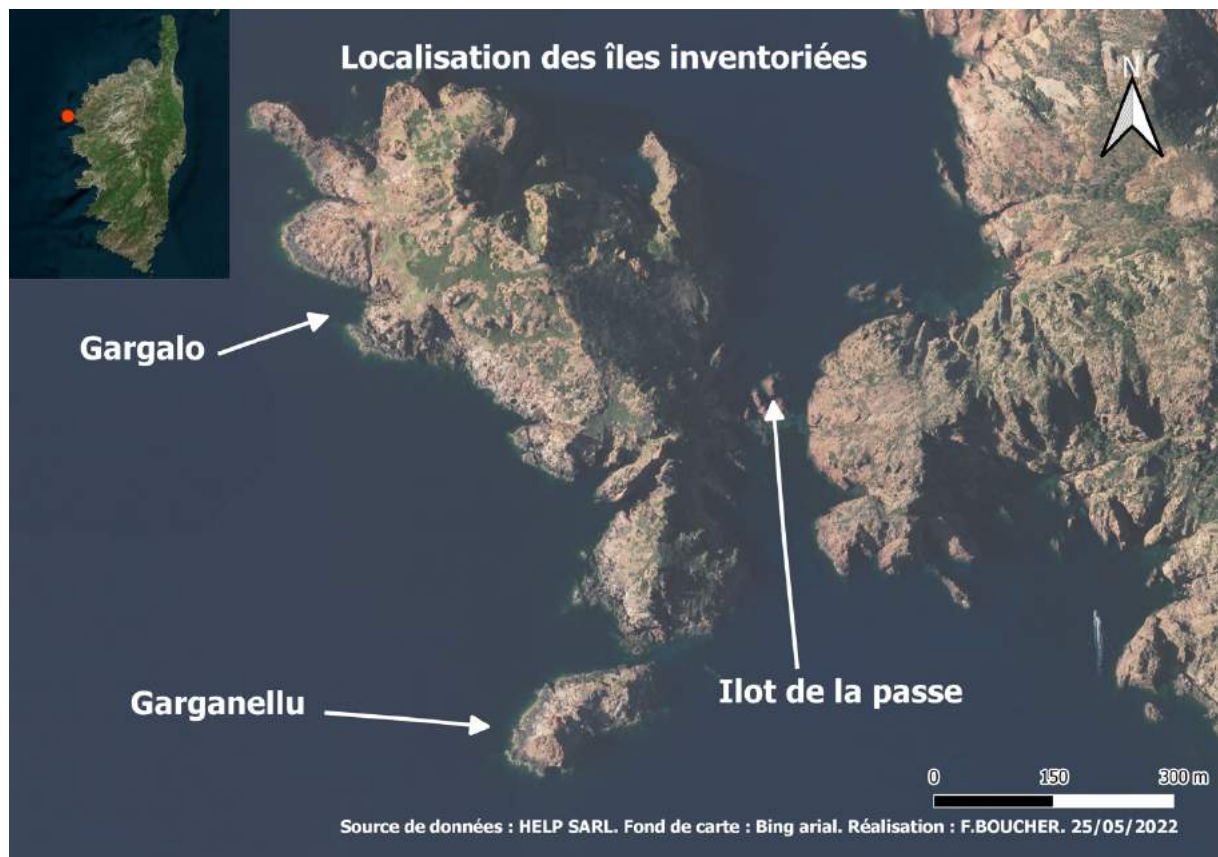 Localisation des îles inventoriées
N
Gargalo
Garganellu
Ilot de la passe
0 150 300 m
Source de données : HELP SARL. Fond de carte : Bing arial. Réalisation : F.BOUCHER. 25/05/2022